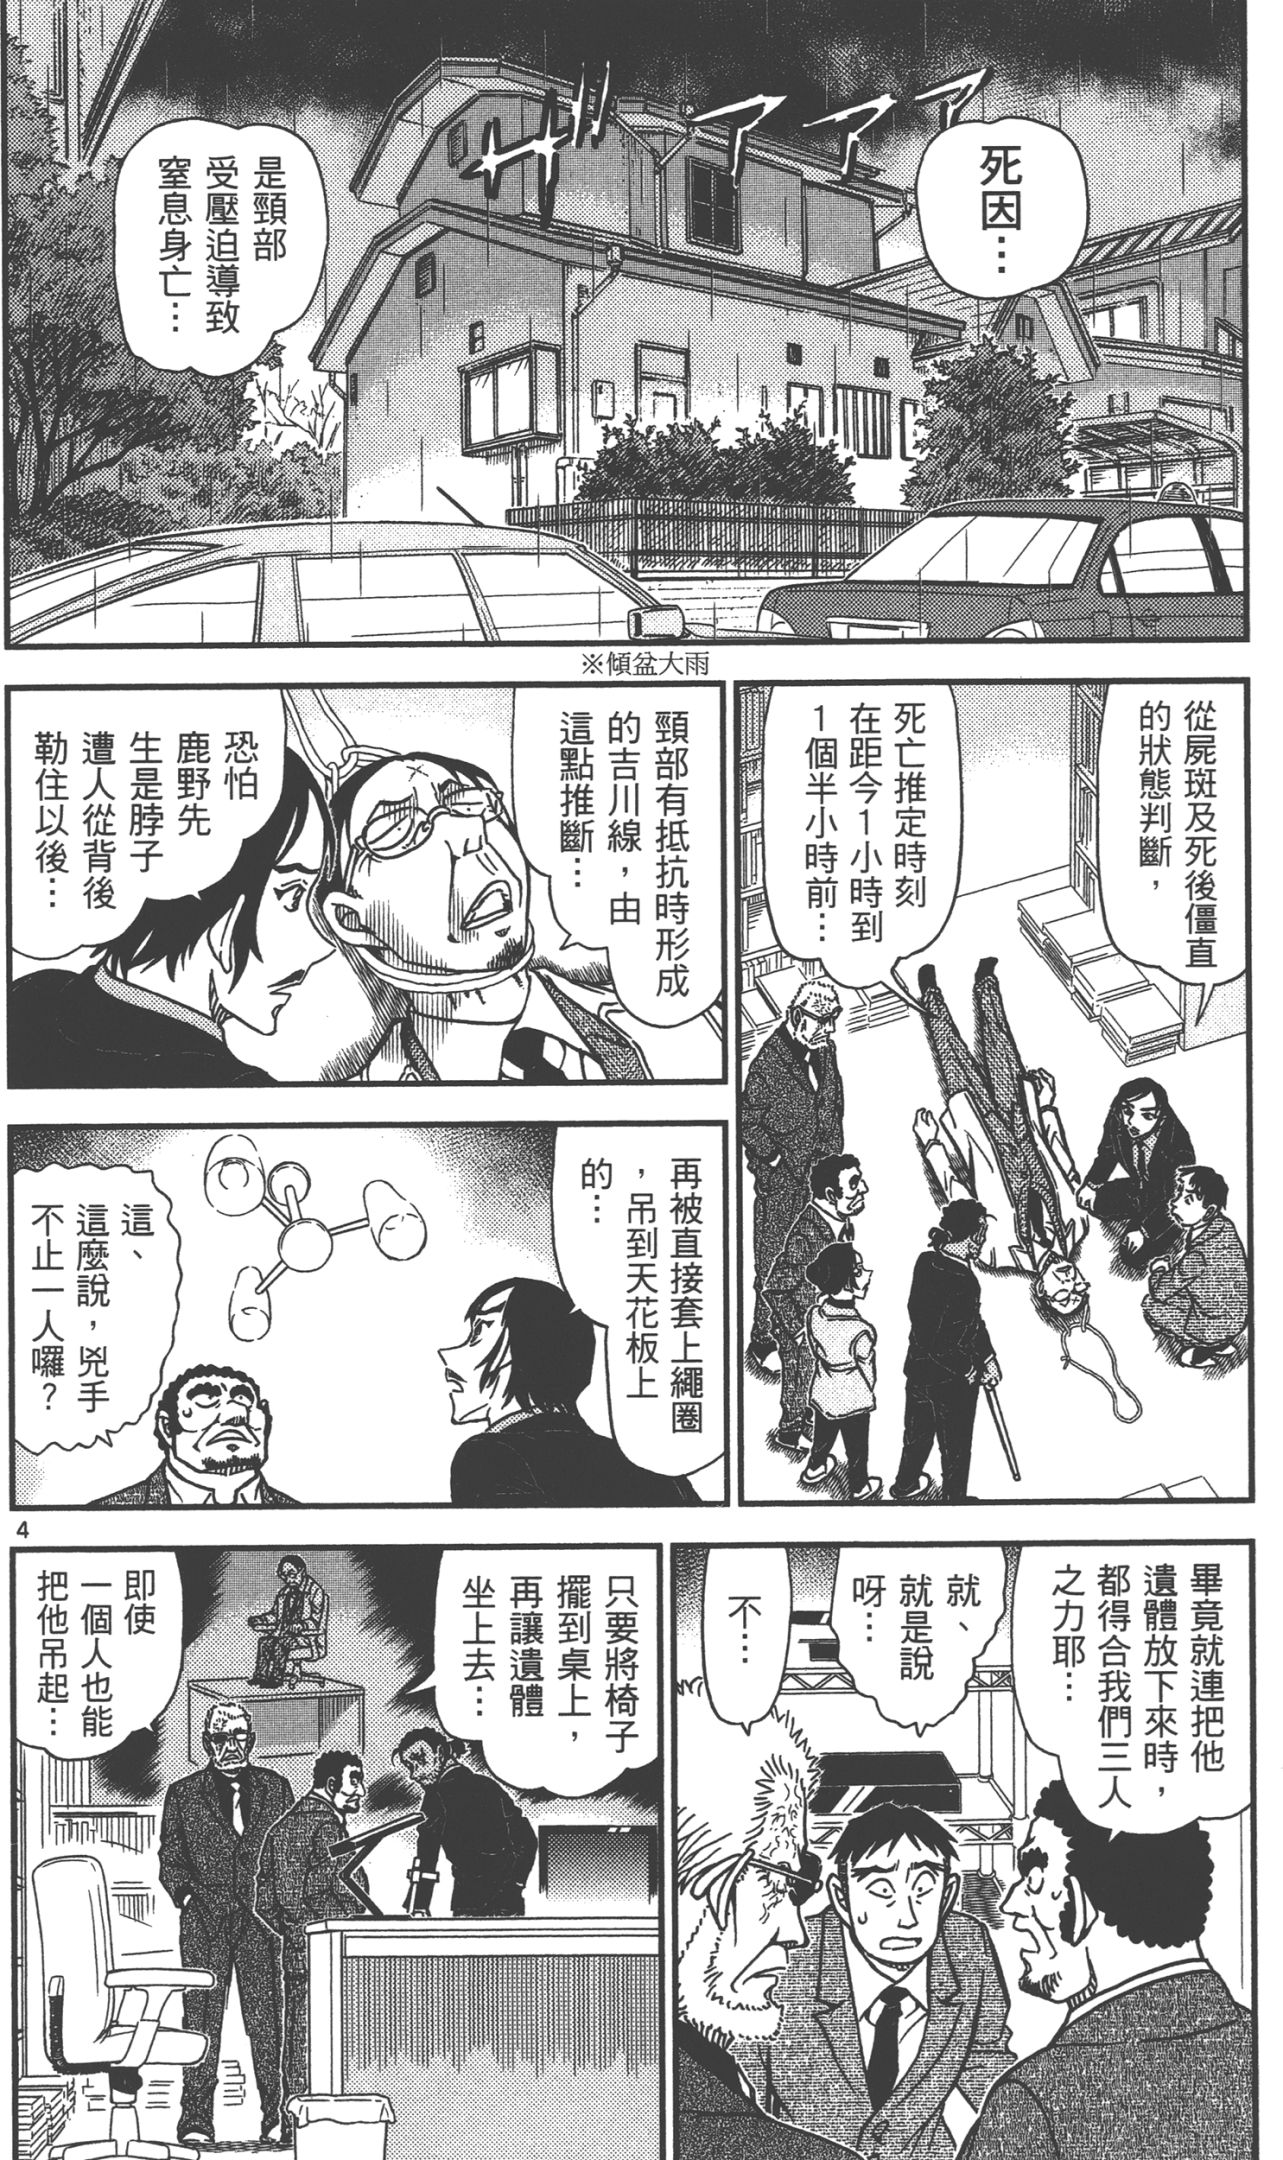 死因⋯
ザアアア
是頸部
受壓迫導致
窒息身亡⋯
※傾盆大雨
從屍斑及死後僵直
的狀態判斷，
死亡推定時刻
在距今1小時到
1個半小時前⋯
頸部有抵抗時形成
的吉川線，由
這點推斷⋯
恐怕
鹿野先
生是脖子
遭人從背後
勒住以後⋯
再被直接套上繩圈
，吊到天花板上
的⋯
這、
這麼說，兇手
不止一人囉？
4
畢竟就連把他
遺體放下來時，
都得合我們三人
之力耶⋯
就、
就是說
呀⋯
不⋯
只要將椅子
擺到桌上，
再讓遺體
坐上去⋯
即使
一個人也能
把他吊起⋯